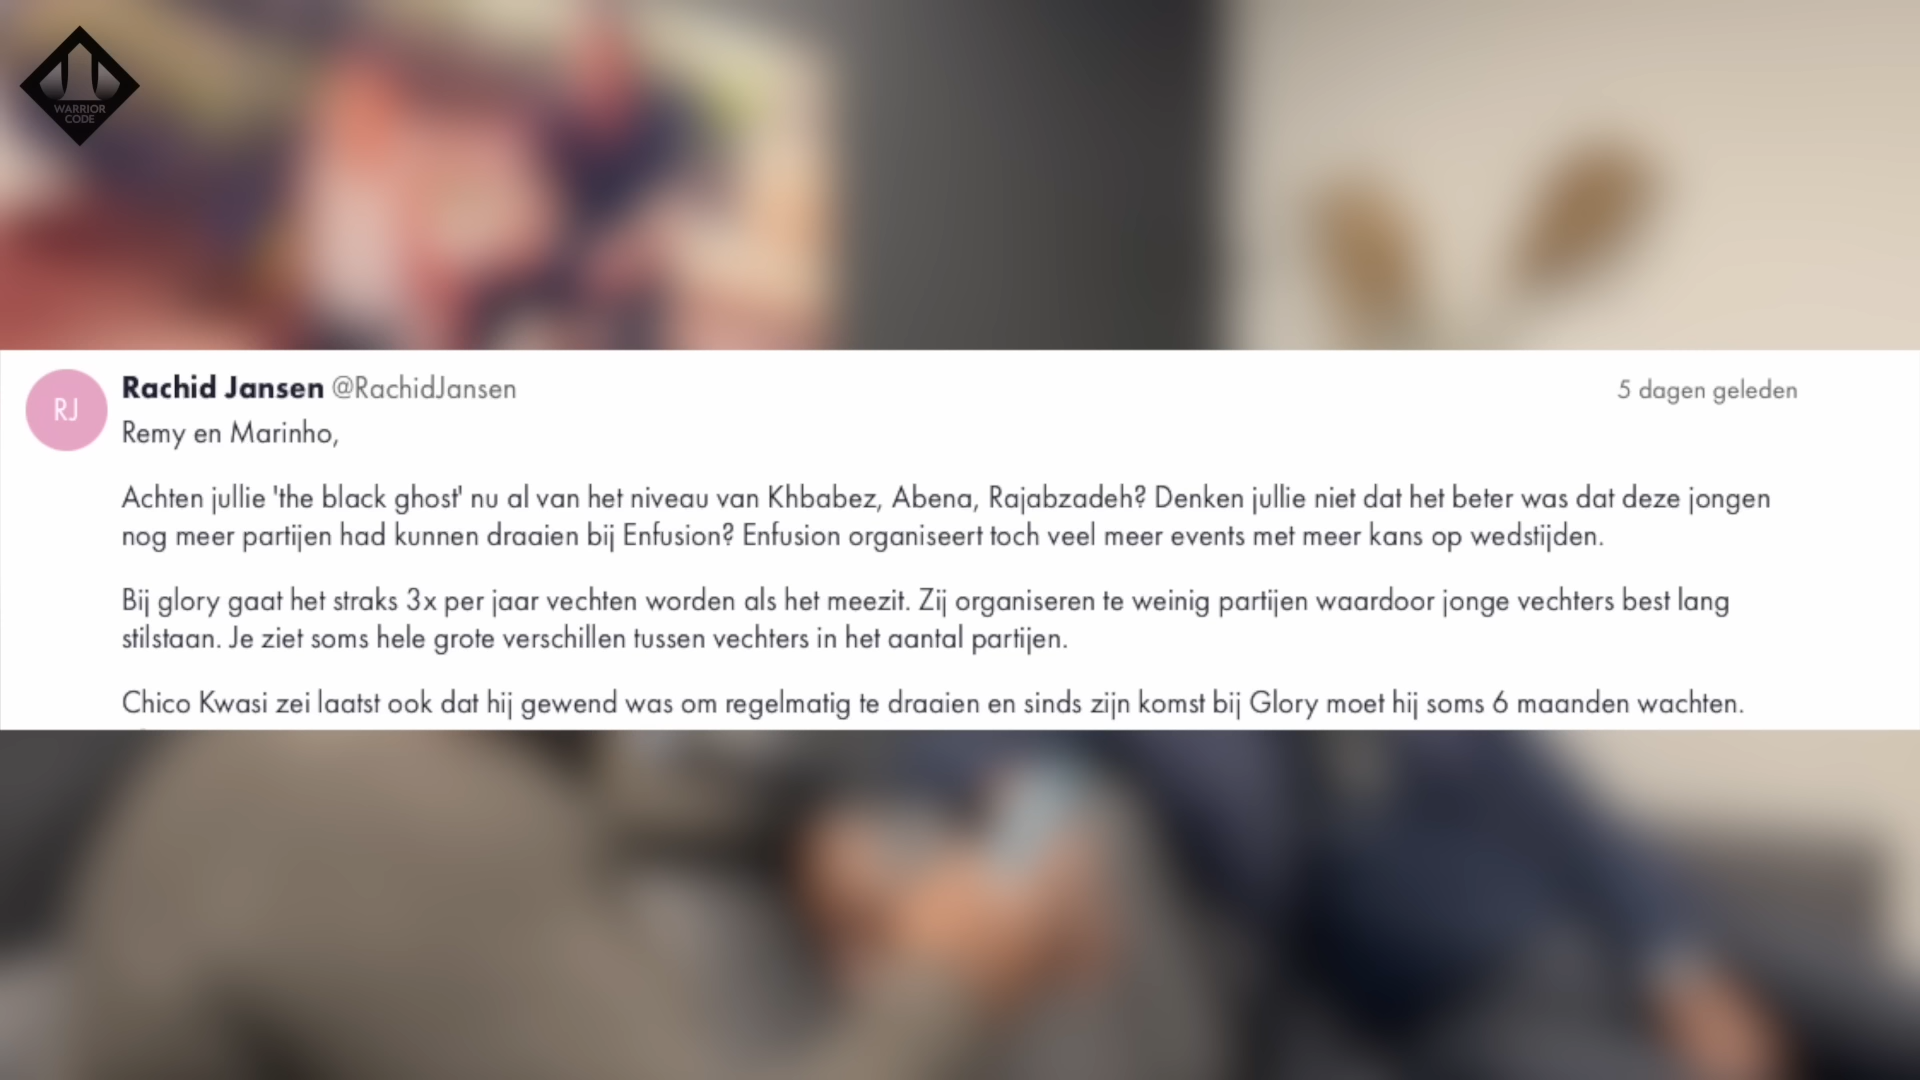 WARRIOR
CODE
RJ
Rachid Jansen @RachidJansen
5 dagen geleden
Remy en Marinho,
Achten jullie 'the black ghost' nu al van het niveau van Khbabez, Abena, Rajabzadeh? Denken jullie niet dat het beter was dat deze jongen
nog meer partijen had kunnen draaien bij Enfusion? Enfusion organiseert toch veel meer events met meer kans op wedstijden.
Bij glory gaat het straks 3x per jaar vechten worden als het meezit. Zij organiseren te weinig partijen waardoor jonge vechters best lang
stilstaan. Je ziet soms hele grote verschillen tussen vechters in het aantal partijen.
Chico Kwasi zei laatst ook dat hij gewend was om regelmatig te draaien en sinds zijn komst bij Glory moet hij soms 6 maanden wachten.